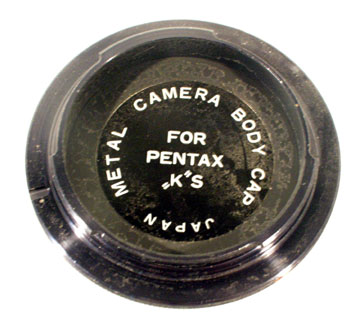 METAL CAMERA BODY CAP
FOR
PENTAX
"K"S
JAPAN